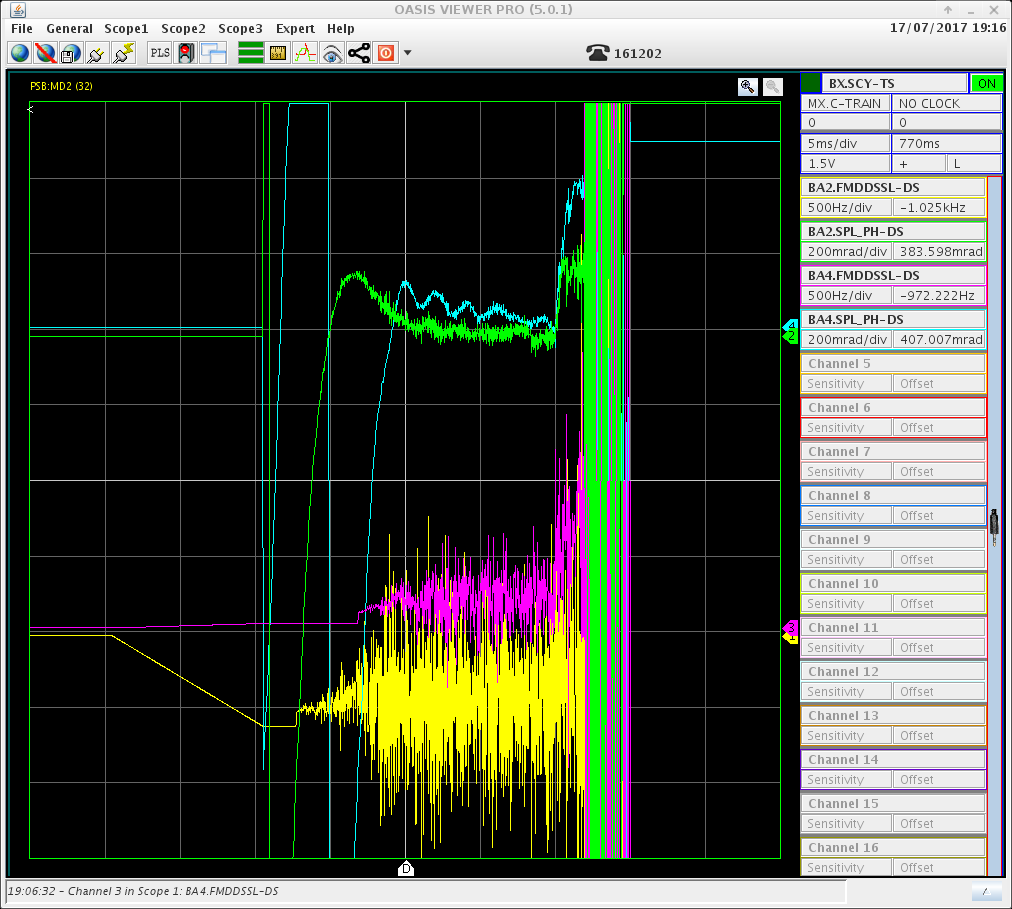 OASIS VIEWER PRO (5.0.1)
File General Scope1 Scope2 Scope3 Expert Help
17/07/2017 19:16
PLS
161202
PSB:MD2 (32)
BX.SCY-TS ON
MX.C-TRAIN NO CLOCK
0 0
5ms/div 770ms
1.5V + L
BA2.FMDDSSL-DS
500Hz/div -1.025kHz
BA2.SPL_PH-DS
200mrad/div 383.598mrad
BA4.FMDDSSL-DS
500Hz/div -972.222Hz
BA4.SPL_PH-DS
200mrad/div 407.007mrad
Channel 5
Sensitivity Offset
Channel 6
Sensitivity Offset
Channel 7
Sensitivity Offset
Channel 8
Sensitivity Offset
Channel 9
Sensitivity Offset
Channel 10
Sensitivity Offset
Channel 11
Sensitivity Offset
Channel 12
Sensitivity Offset
Channel 13
Sensitivity Offset
Channel 14
Sensitivity Offset
Channel 15
Sensitivity Offset
Channel 16
Sensitivity Offset
2
3
D
19:06:32 - Channel 3 in Scope 1: BA4.FMDDSSL-DS